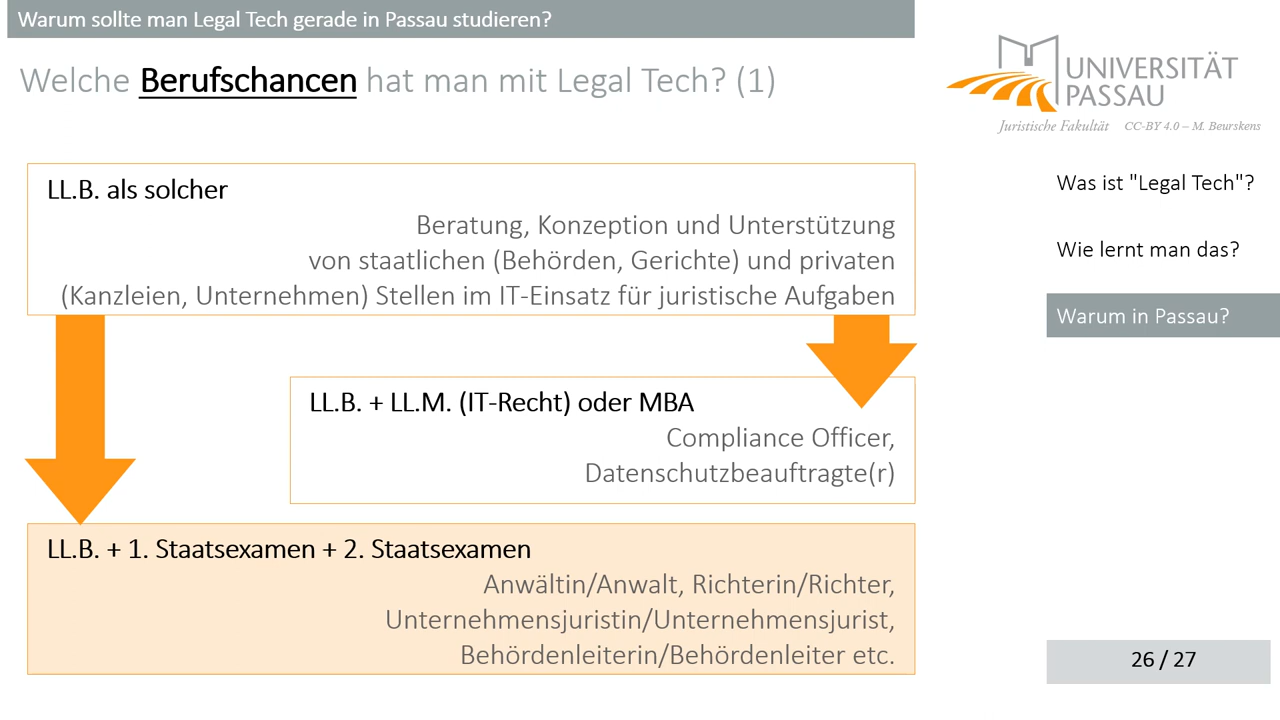 Warum sollte man Legal Tech gerade in Passau studieren?
Welche Berufschancen hat man mit Legal Tech? (1)
UNIVERSITÄT
PASSAU
Juristische Fakultät CC-BY 4.0 – M. Beurskens
LL.B. als solcher
Beratung, Konzeption und Unterstützung
von staatlichen (Behörden, Gerichte) und privaten
(Kanzleien, Unternehmen) Stellen im IT-Einsatz für juristische Aufgaben
LL.B. + LL.M. (IT-Recht) oder MBA
Compliance Officer,
Datenschutzbeauftragte(r)
LL.B. + 1. Staatsexamen + 2. Staatsexamen
Anwältin/Anwalt, Richterin/Richter,
Unternehmensjuristin/Unternehmensjurist,
Behördenleiterin/Behördenleiter etc.
Was ist "Legal Tech"?
Wie lernt man das?
Warum in Passau?
26 / 27